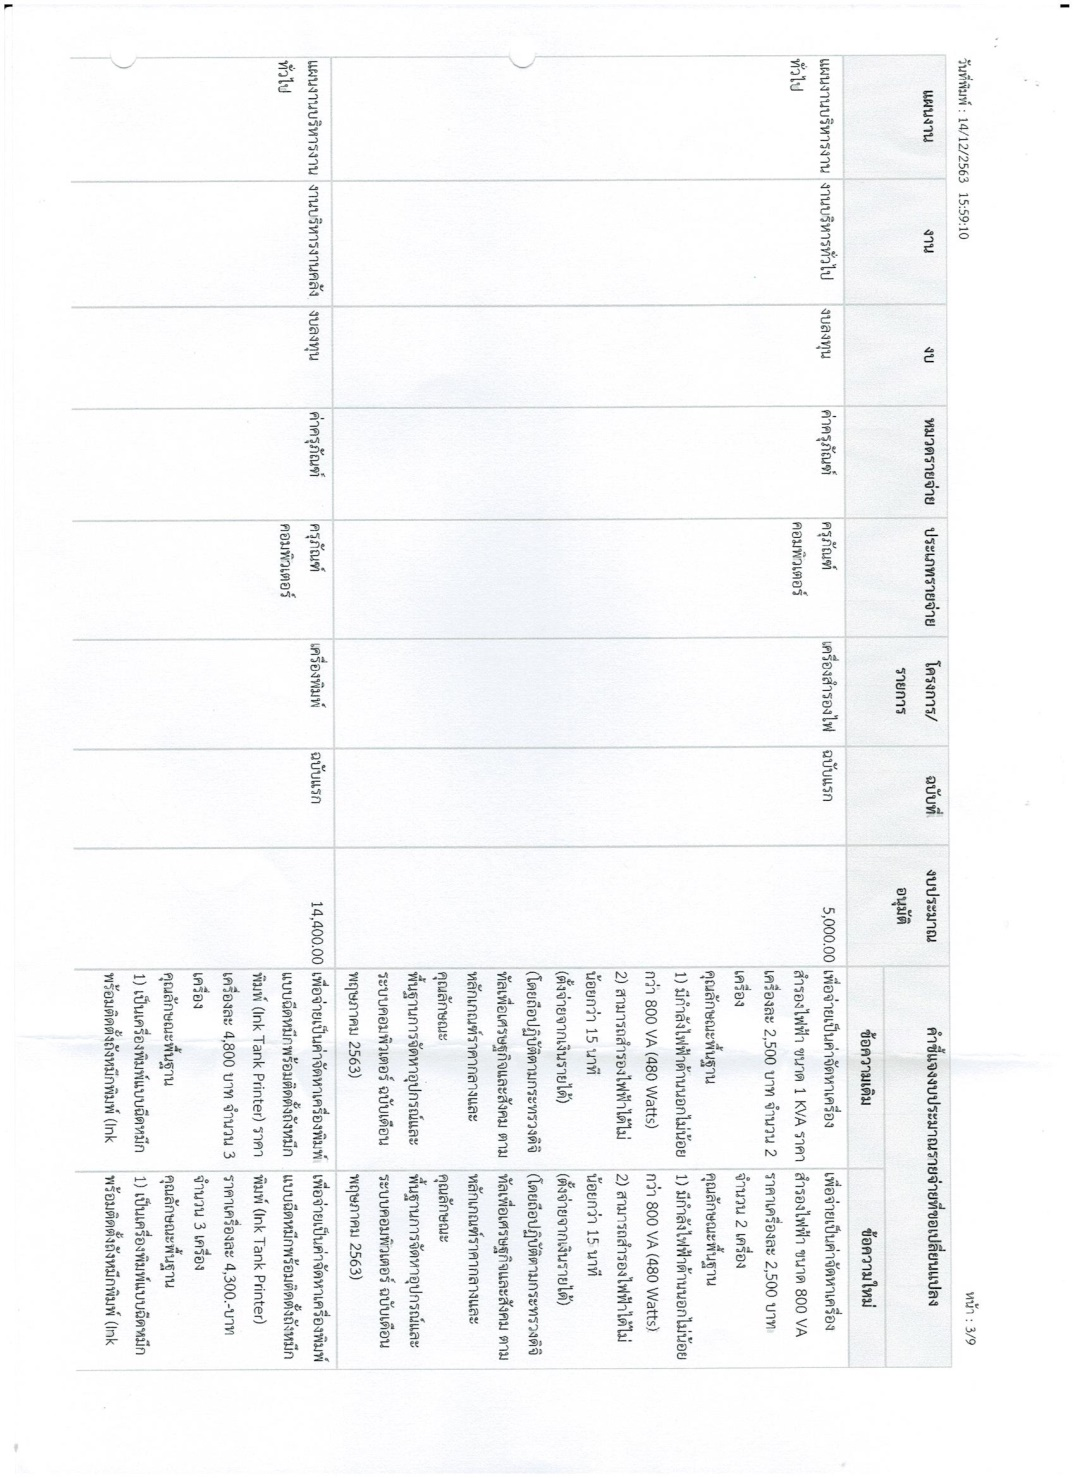 วันที่พิมพ์ : 14/12/2563 15:59:10
หน้า : 3/9
แผนงาน
งาน
งบ
หมวดรายจ่าย
ประเภทรายจ่าย
โครงการ/
รายการ
ฉบับที่
งบประมาณ
อนุมัติ
คำชี้แจงงบประมาณรายจ่ายที่ขอเปลี่ยนแปลง
ข้อความเดิม
ข้อความใหม่
แผนงานบริหารงาน
ทั่วไป
งานบริหารทั่วไป
งบลงทุน
ค่าครุภัณฑ์
ครุภัณฑ์
คอมพิวเตอร์
เครื่องสำรองไฟ
ฉบับแรก
5,000.00
เพื่อจ่ายเป็นค่าจัดหาเครื่อง
สำรองไฟฟ้า ขนาด 1 KVA ราคา
เครื่องละ 2,500 บาท จำนวน 2
เครื่อง
คุณลักษณะพื้นฐาน
1) มีกำลังไฟฟ้าด้านนอกไม่น้อย
กว่า 800 VA (480 Watts)
2) สามารถสำรองไฟฟ้าได้ไม่
น้อยกว่า 15 นาที
(ตั้งจ่ายจากเงินรายได้)
(โดยถือปฏิบัติตามกระทรวงดิจิ
ทัลเพื่อเศรษฐกิจและสังคม ตาม
หลักเกณฑ์ราคากลางและ
คุณลักษณะ
พื้นฐานการจัดหาอุปกรณ์และ
ระบบคอมพิวเตอร์ ฉบับเดือน
พฤษภาคม 2563)
เพื่อจ่ายเป็นค่าจัดหาเครื่อง
สำรองไฟฟ้า ขนาด 800 VA
ราคาเครื่องละ 2,500 บาท
จำนวน 2 เครื่อง
คุณลักษณะพื้นฐาน
1) มีกำลังไฟฟ้าด้านนอกไม่น้อย
กว่า 800 VA (480 Watts)
2) สามารถสำรองไฟฟ้าได้ไม่
น้อยกว่า 15 นาที
(ตั้งจ่ายจากเงินรายได้)
(โดยถือปฏิบัติตามกระทรวงดิจิ
ทัลเพื่อเศรษฐกิจและสังคม ตาม
หลักเกณฑ์ราคากลางและ
คุณลักษณะ
พื้นฐานการจัดหาอุปกรณ์และ
ระบบคอมพิวเตอร์ ฉบับเดือน
พฤษภาคม 2563)
แผนงานบริหารงาน
ทั่วไป
งานบริหารงานคลัง
งบลงทุน
ค่าครุภัณฑ์
ครุภัณฑ์
คอมพิวเตอร์
เครื่องพิมพ์
ฉบับแรก
14,400.00
เพื่อจ่ายเป็นค่าจัดหาเครื่องพิมพ์
แบบฉีดหมึกพร้อมติดตั้งถังหมึก
พิมพ์ (Ink Tank Printer) ราคา
เครื่องละ 4,800 บาท จำนวน 3
เครื่อง
คุณลักษณะพื้นฐาน
1) เป็นเครื่องพิมพ์แบบฉีดหมึก
พร้อมติดตั้งถังหมึกพิมพ์ (Ink
เพื่อจ่ายเป็นค่าจัดหาเครื่องพิมพ์
แบบฉีดหมึกพร้อมติดตั้งถังหมึก
พิมพ์ (Ink Tank Printer)
ราคาเครื่องละ 4,300.-บาท
จำนวน 3 เครื่อง
คุณลักษณะพื้นฐาน
1) เป็นเครื่องพิมพ์แบบฉีดหมึก
พร้อมติดตั้งถังหมึกพิมพ์ (Ink